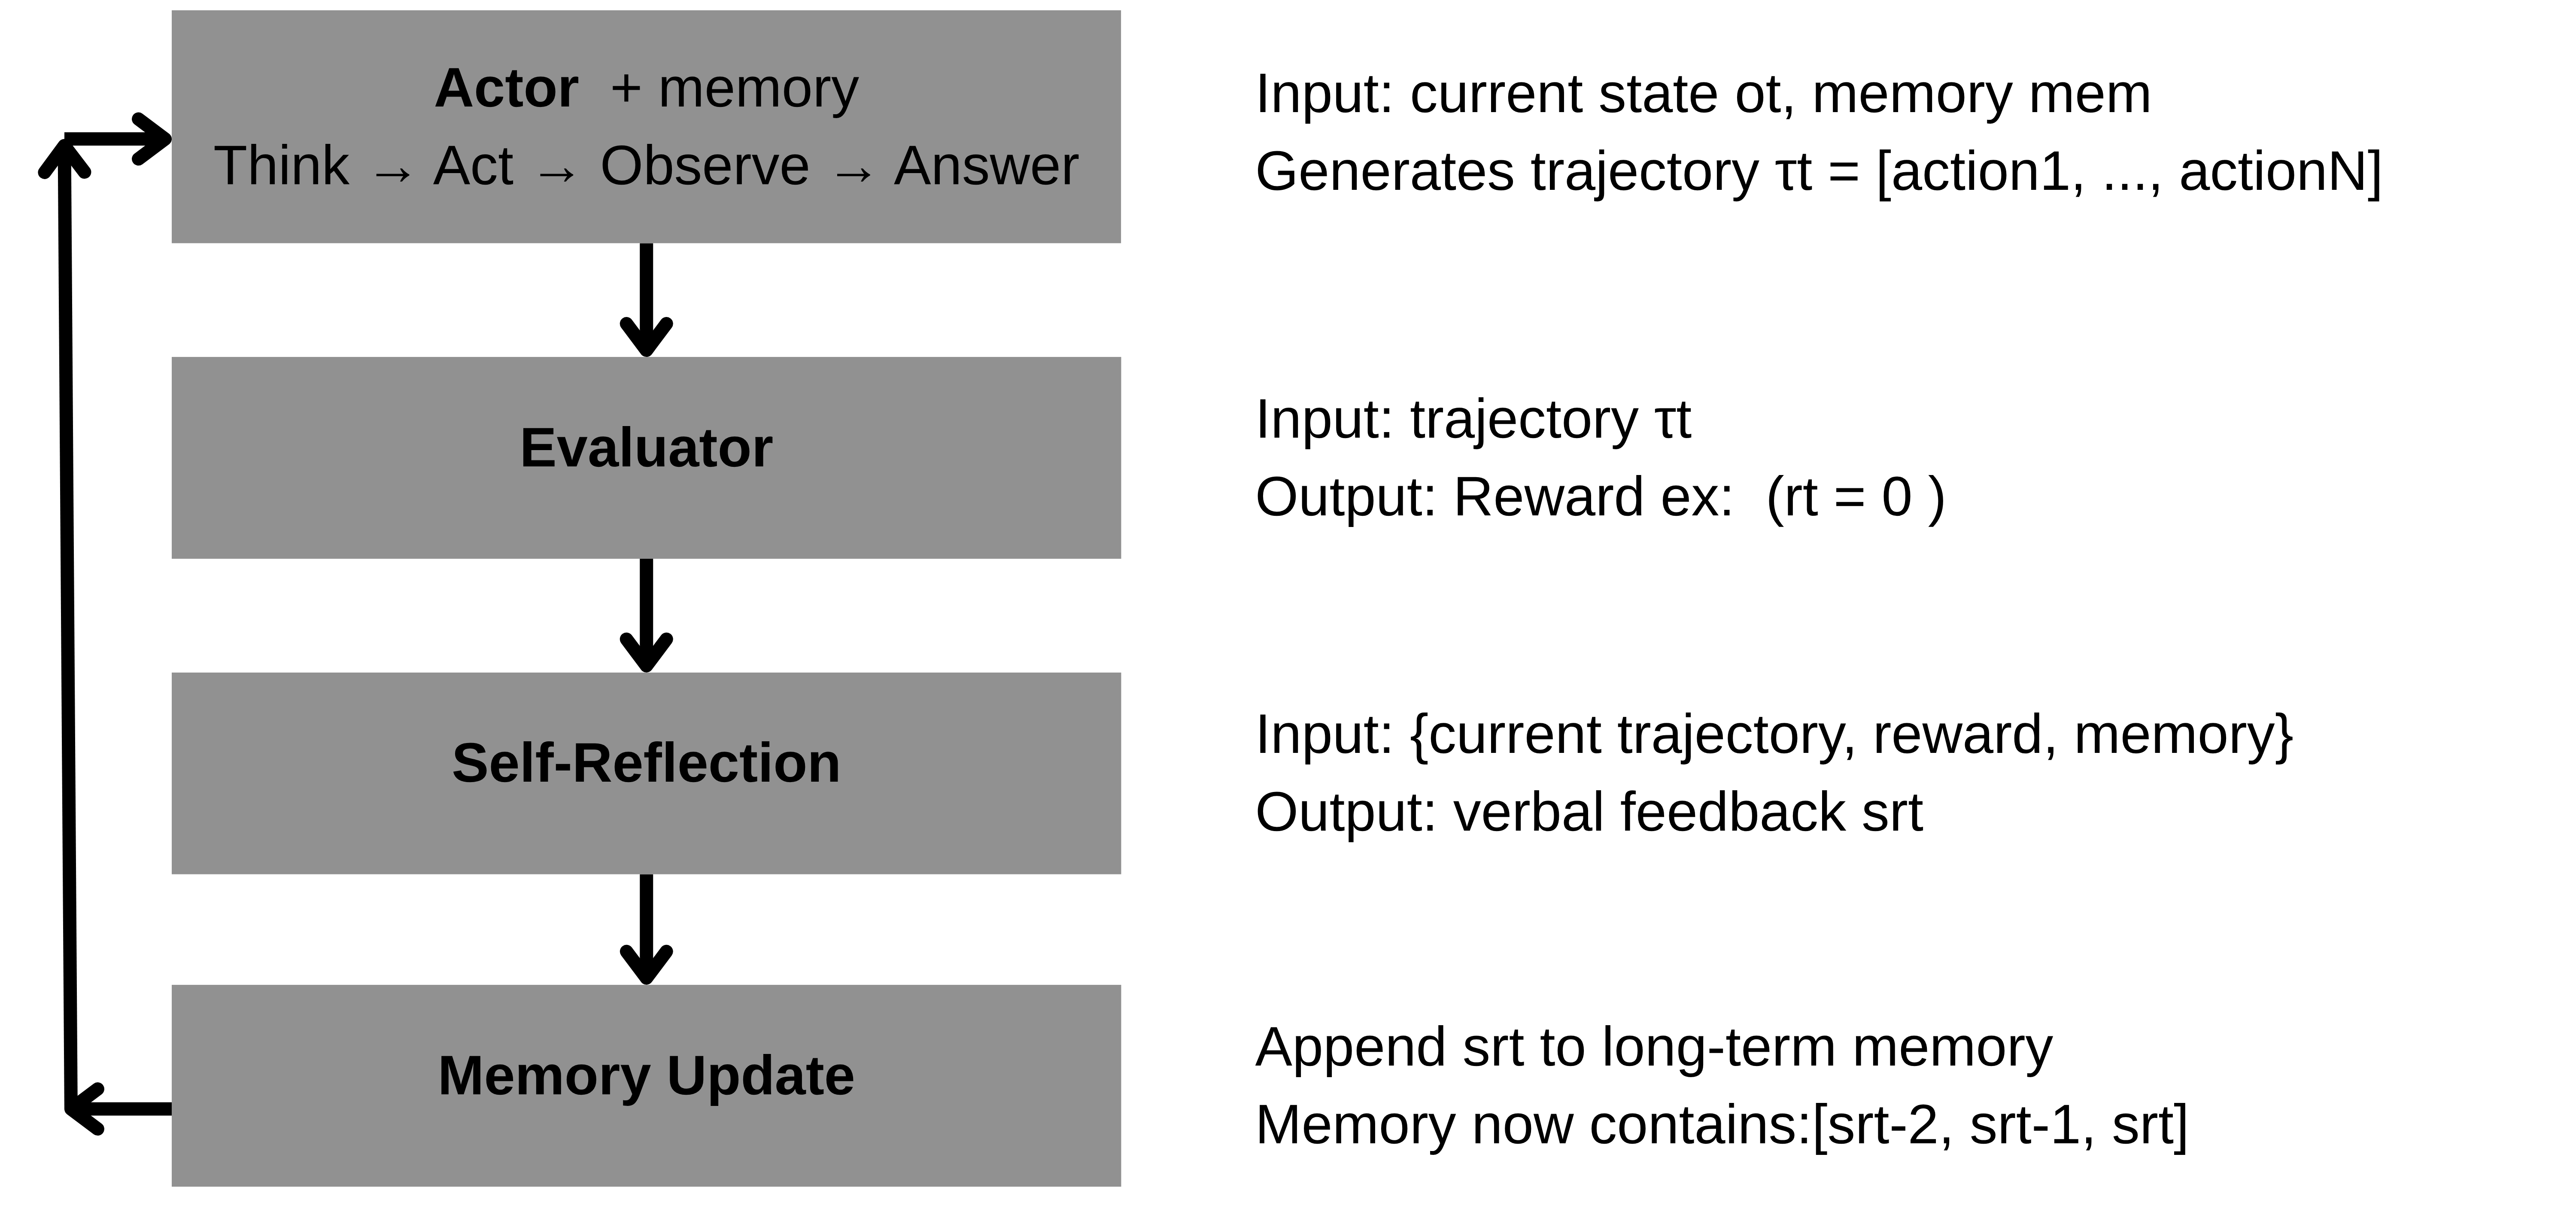 Actor + memory
Think → Act → Observe → Answer
Input: current state ot, memory mem
Generates trajectory τt = [action1, ..., actionN]
Evaluator
Input: trajectory τt
Output: Reward ex: (rt = 0 )
Self-Reflection
Input: {current trajectory, reward, memory}
Output: verbal feedback srt
Memory Update
Append srt to long-term memory
Memory now contains:[srt-2, srt-1, srt]